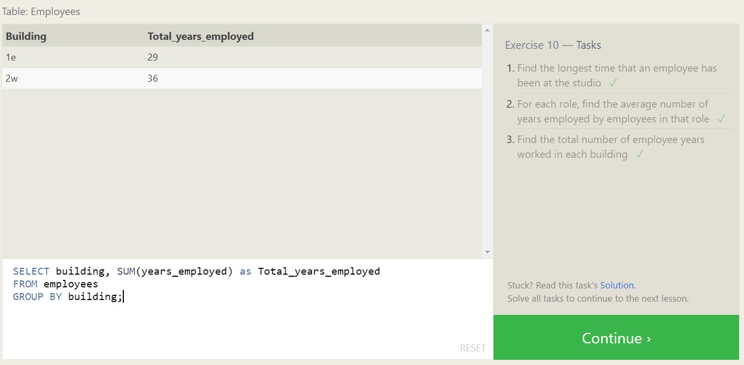 Table: Employees
Building Total_years_employed
1e 29
2w 36
SELECT building, SUM(years_employed) as Total_years_employed
FROM employees
GROUP BY building;
RESET
Exercise 10 — Tasks
1. Find the longest time that an employee has
been at the studio ✓
2. For each role, find the average number of
years employed by employees in that role ✓
3. Find the total number of employee years
worked in each building ✓
Stuck? Read this task's Solution.
Solve all tasks to continue to the next lesson.
Continue ›